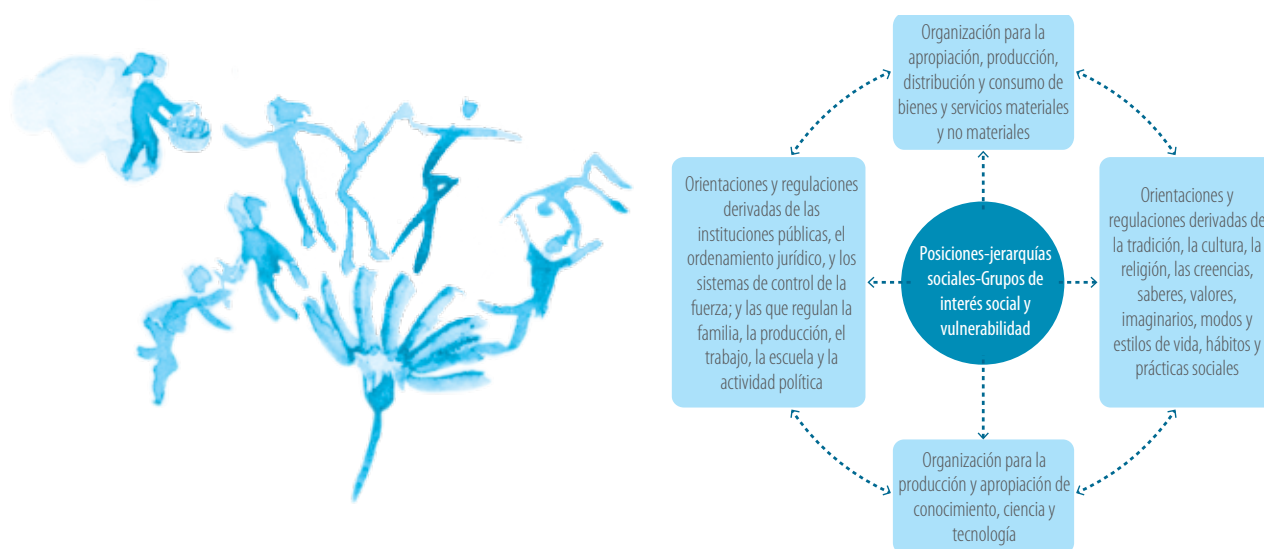 Organización para la
apropiación, producción,
distribución y consumo de
bienes y servicios materiales
y no materiales
Orientaciones y regulaciones
derivadas de las
instituciones públicas, el
ordenamiento jurídico, y los
sistemas de control de la
fuerza; y las que regulan la
familia, la producción, el
trabajo, la escuela y la
actividad política
Posiciones-jerarquías
sociales-Grupos de
interés social y
vulnerabilidad
Orientaciones y
regulaciones derivadas de
la tradición, la cultura, la
religión, las creencias,
saberes, valores,
imaginarios, modos y
estilos de vida, hábitos y
prácticas sociales
Organización para la
producción y apropiación de
conocimiento, ciencia y
tecnología